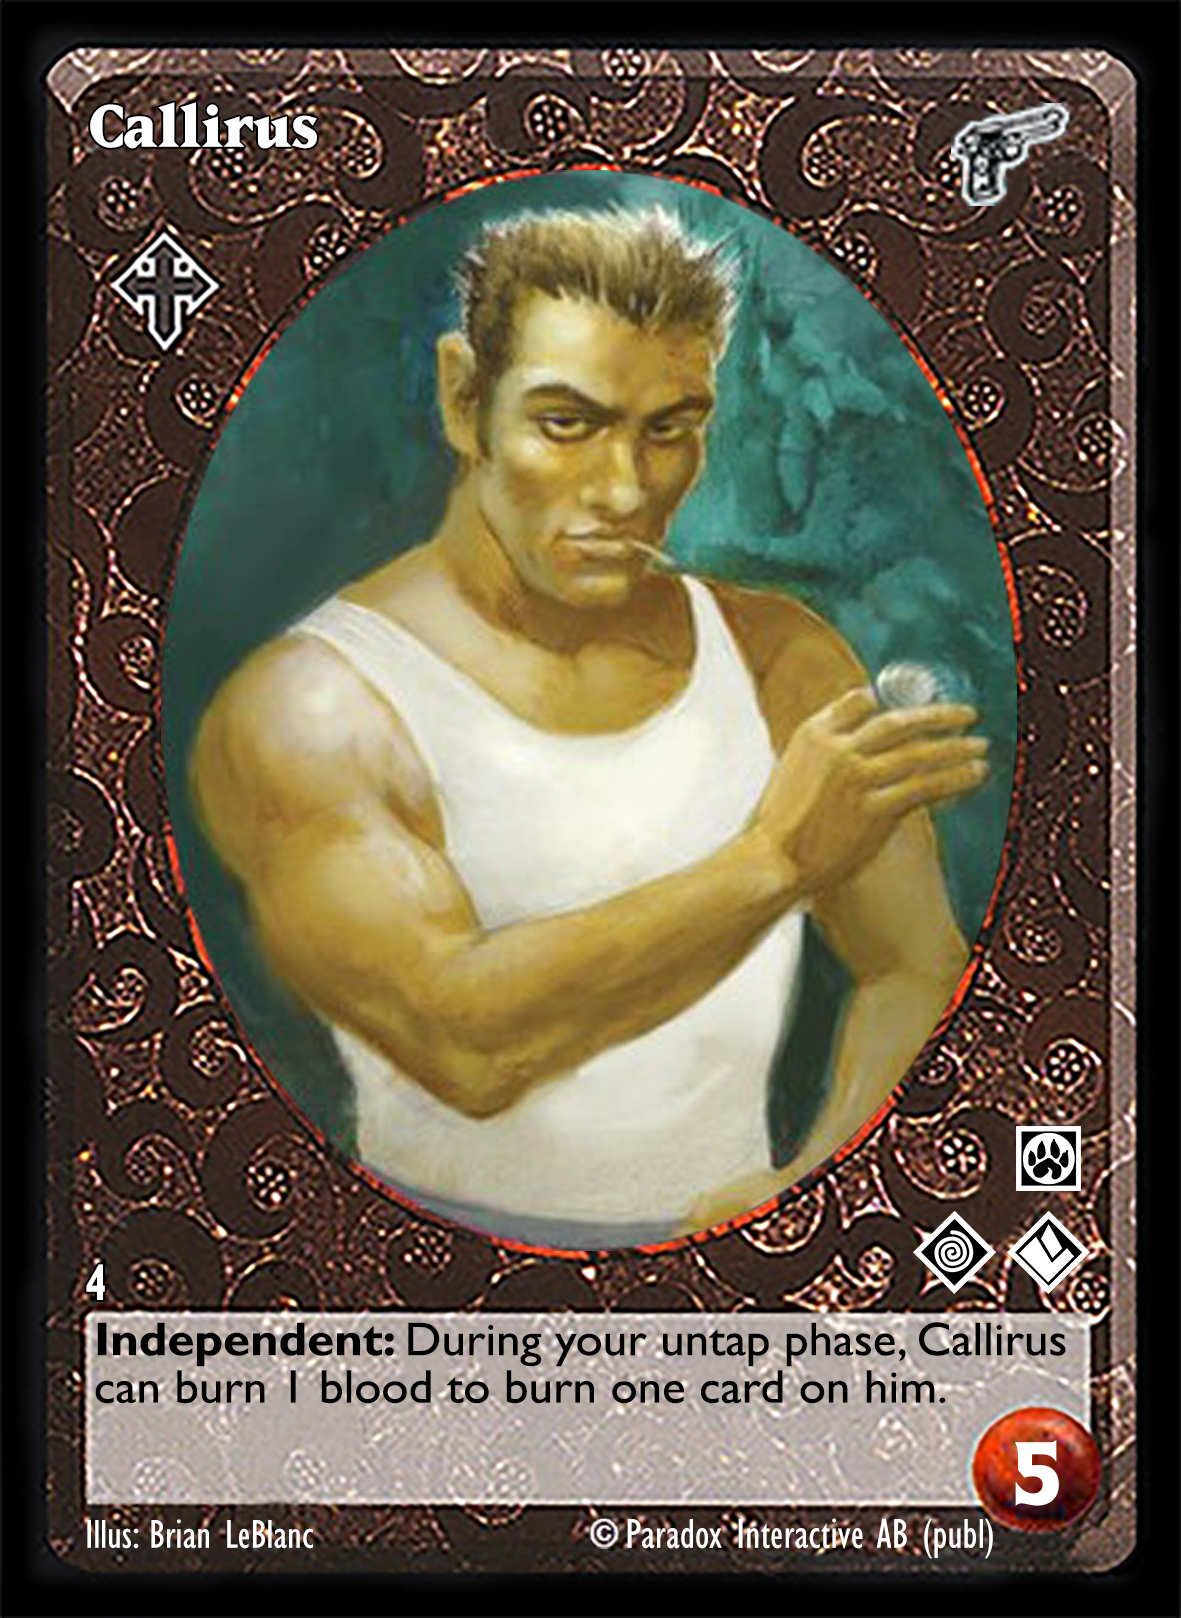 Callirus
4
Independent: During your untap phase, Callirus
can burn 1 blood to burn one card on him.
5
Illus: Brian LeBlanc
© Paradox Interactive AB (publ)